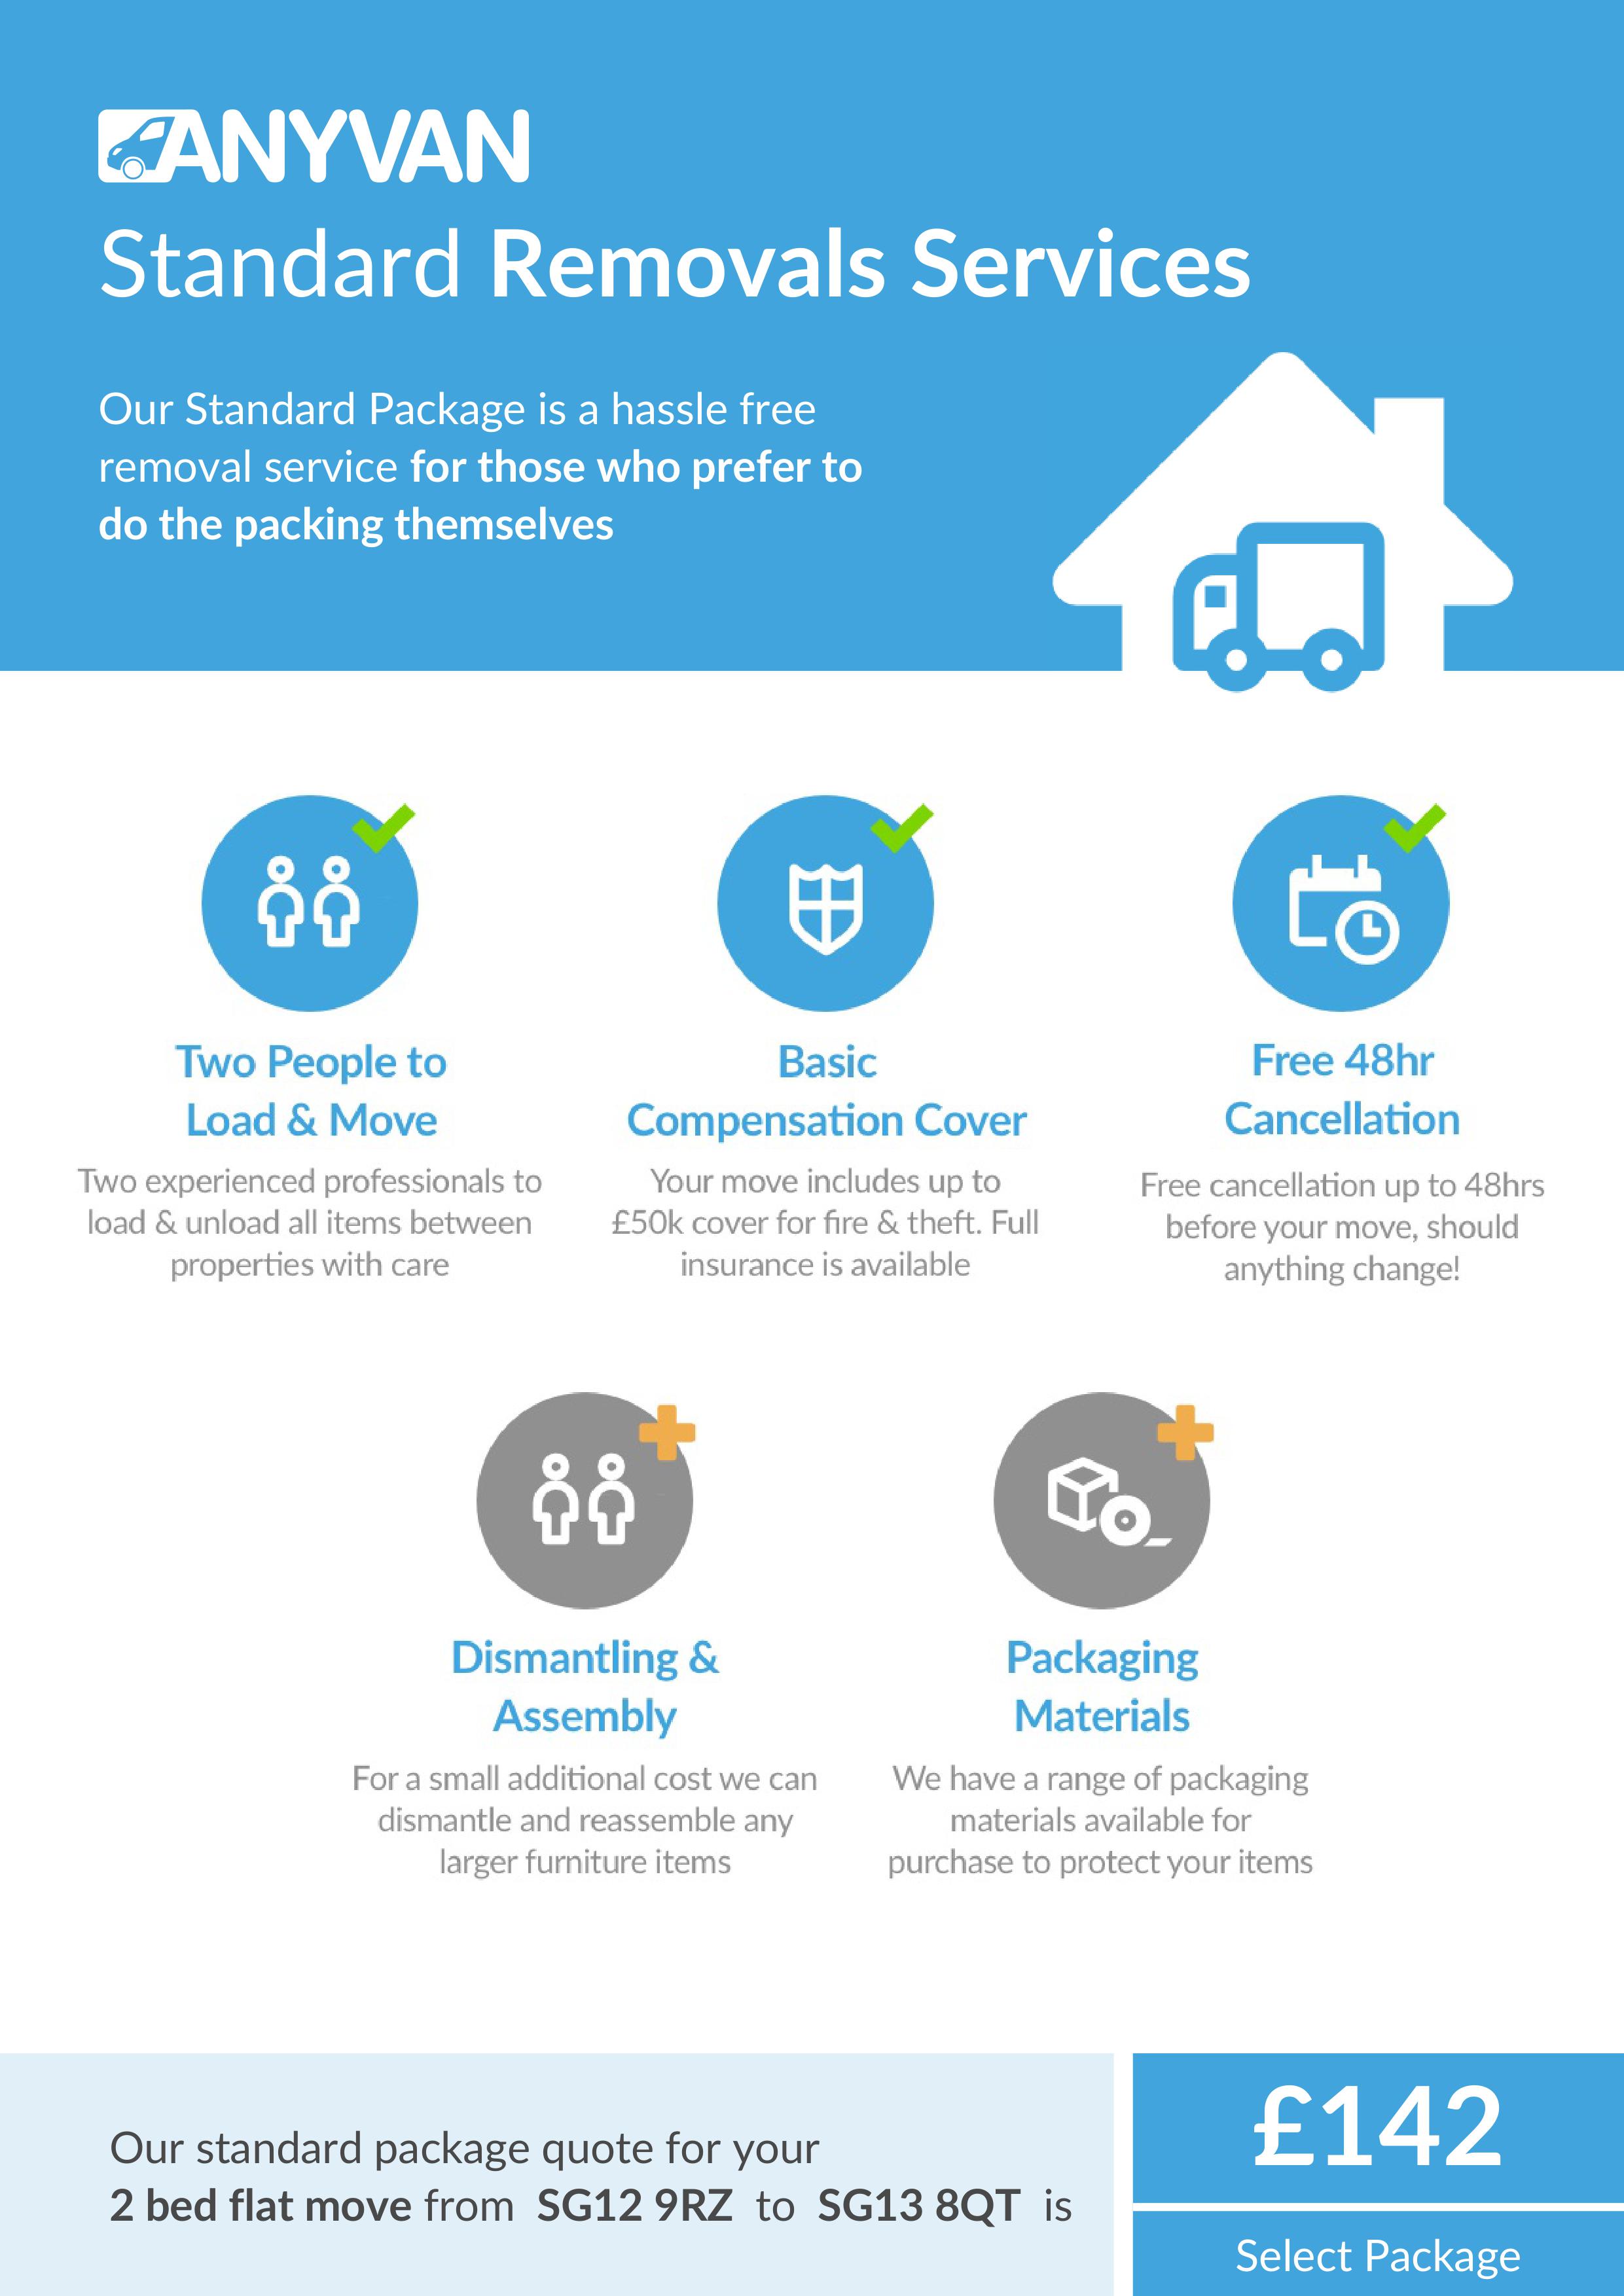 ANYVAN
Standard Removals Services
Our Standard Package is a hassle free
removal service for those who prefer to
do the packing themselves
Two People to
Load & Move
Two experienced professionals to
load & unload all items between
properties with care
Basic
Compensation Cover
Your move includes up to
£50k cover for fire & theft. Full
insurance is available
Free 48hr
Cancellation
Free cancellation up to 48hrs
before your move, should
anything change!
Dismantling &
Assembly
For a small additional cost we can
dismantle and reassemble any
larger furniture items
Packaging
Materials
We have a range of packaging
materials available for
purchase to protect your items
Our standard package quote for your
2 bed flat move from SG12 9RZ to SG13 8QT is
£142
Select Package